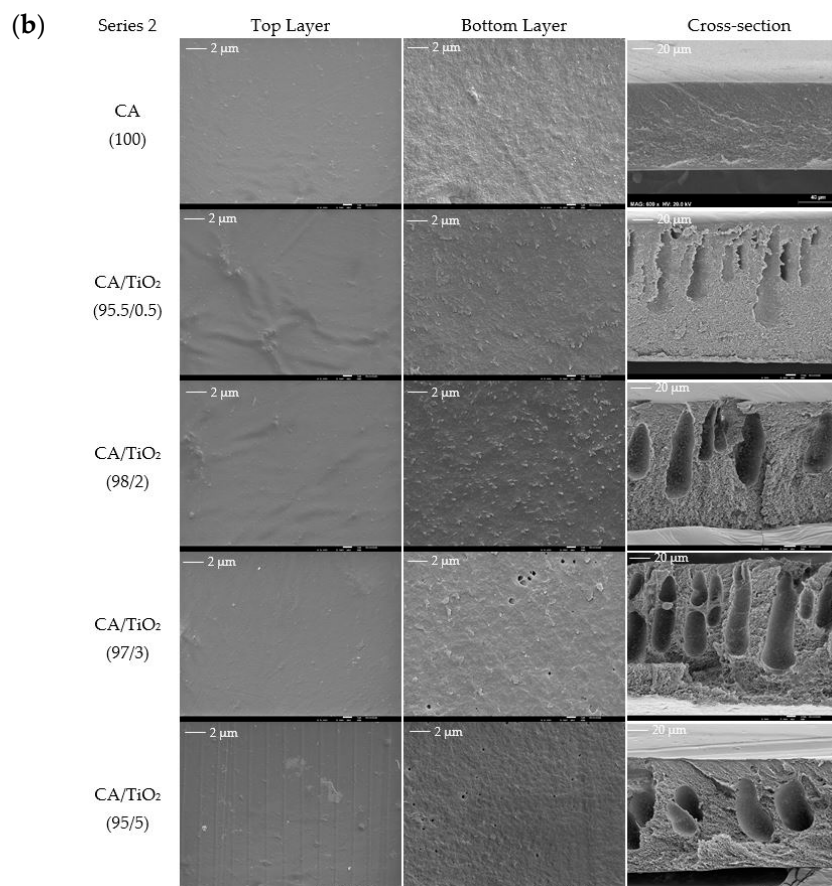 (b) Series 2 Top Layer Bottom Layer Cross-section
2 µm 2 µm 20 µm
CA
(100)
MAG: 609 x HV: 20.0 kV 40 µm
2 µm 2 µm 20 µm
CA/TiO₂
(95.5/0.5)
2 µm 2 µm 20 µm
CA/TiO₂
(98/2)
2 µm 2 µm 20 µm
CA/TiO₂
(97/3)
2 µm 2 µm 20 µm
CA/TiO₂
(95/5)